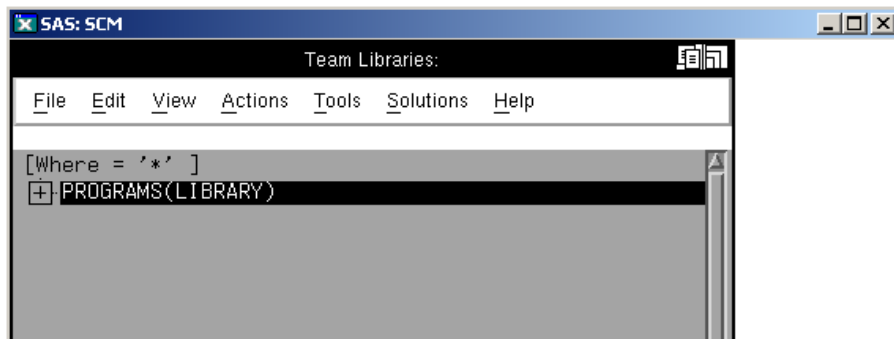 SAS: SCM
Team Libraries:
File Edit View Actions Tools Solutions Help
[Where = '*' ]
PROGRAMS(LIBRARY)